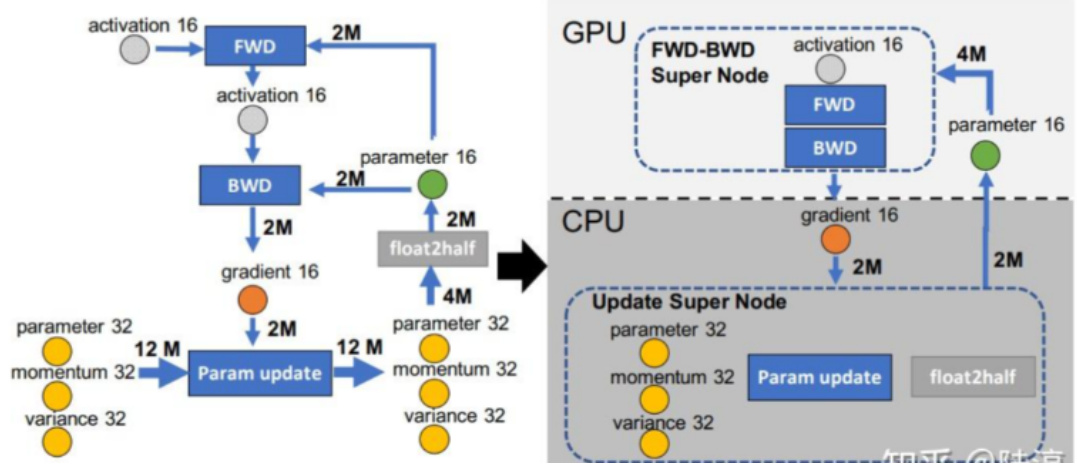 activation 16
FWD
2M
activation 16
parameter 16
BWD
2M
2M
2M
float2half
gradient 16
4M
parameter 32
2M
parameter 32
12 M
12 M
momentum 32
Param update
momentum 32
variance 32
variance 32
GPU
FWD-BWD
Super Node
activation 16
4M
FWD
parameter 16
BWD
CPU
gradient 16
2M
2M
Update Super Node
parameter 32
momentum 32
Param update
float2half
variance 32
知乎 @陆淳